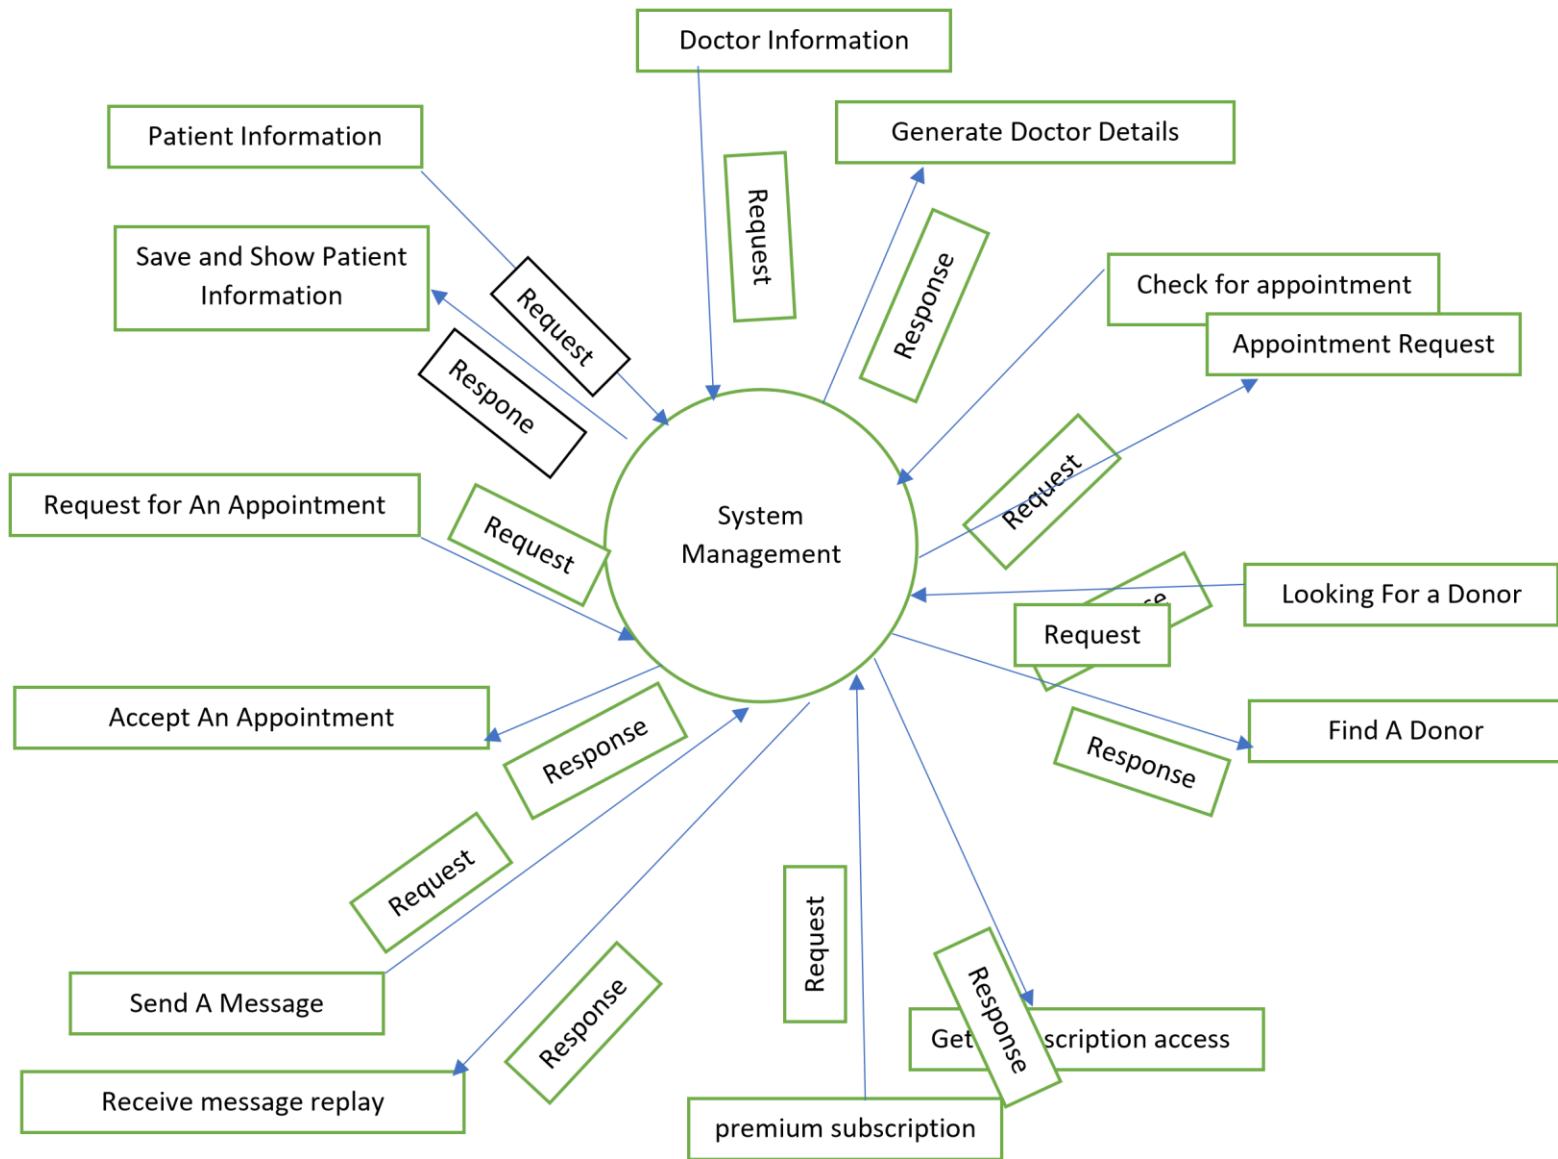 Doctor Information
Generate Doctor Details
Patient Information
Request
Save and Show Patient
Information
Response
Check for appointment
Appointment Request
Request
Respone
Request for An Appointment
Request
System
Management
Request
Looking For a Donor
Request
Accept An Appointment
Response
Find A Donor
Response
Request
Request
Send A Message
Response
Response
Get
scription access
Receive message replay
premium subscription